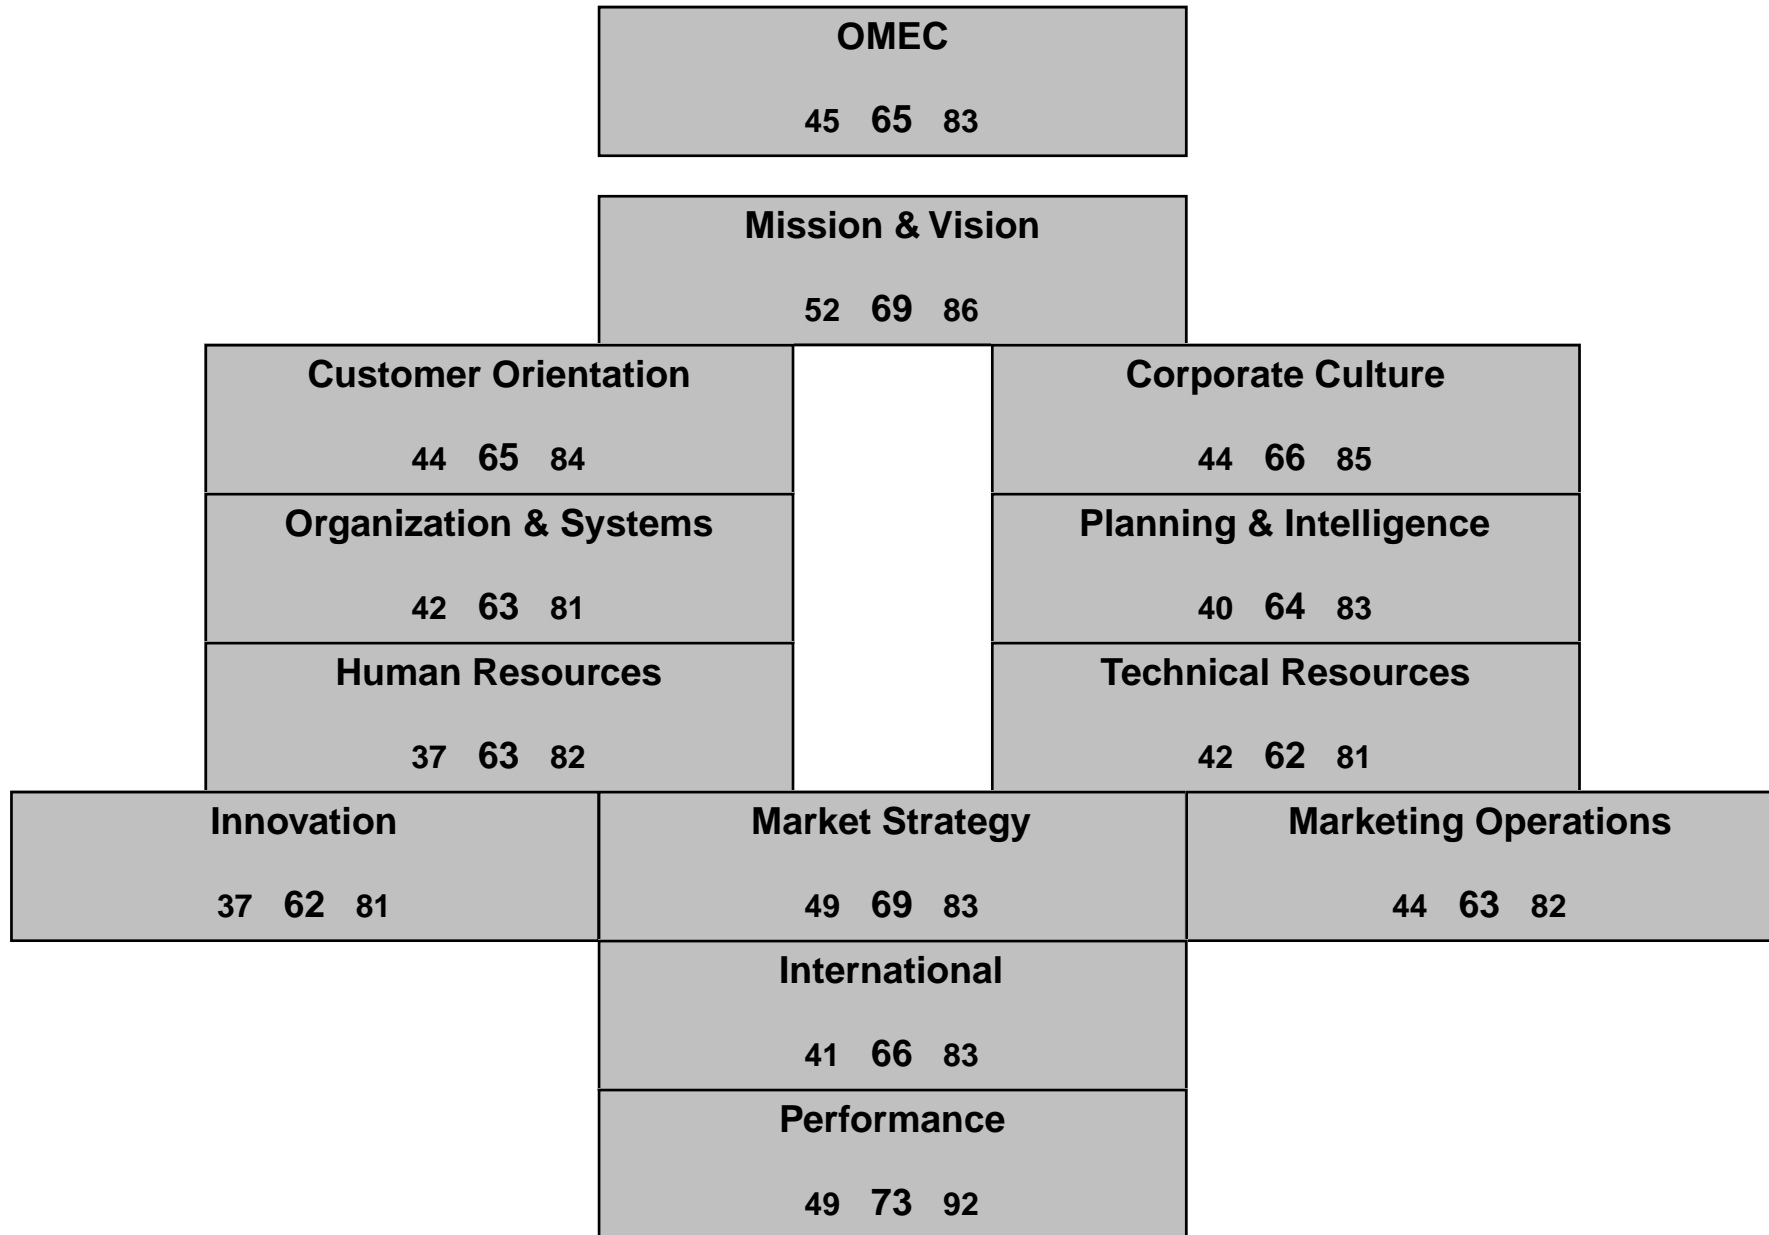 OMEC
45 65 83
Mission & Vision
52 69 86
Customer Orientation
44 65 84
Corporate Culture
44 66 85
Organization & Systems
42 63 81
Planning & Intelligence
40 64 83
Human Resources
37 63 82
Technical Resources
42 62 81
Innovation
37 62 81
Market Strategy
49 69 83
Marketing Operations
44 63 82
International
41 66 83
Performance
49 73 92